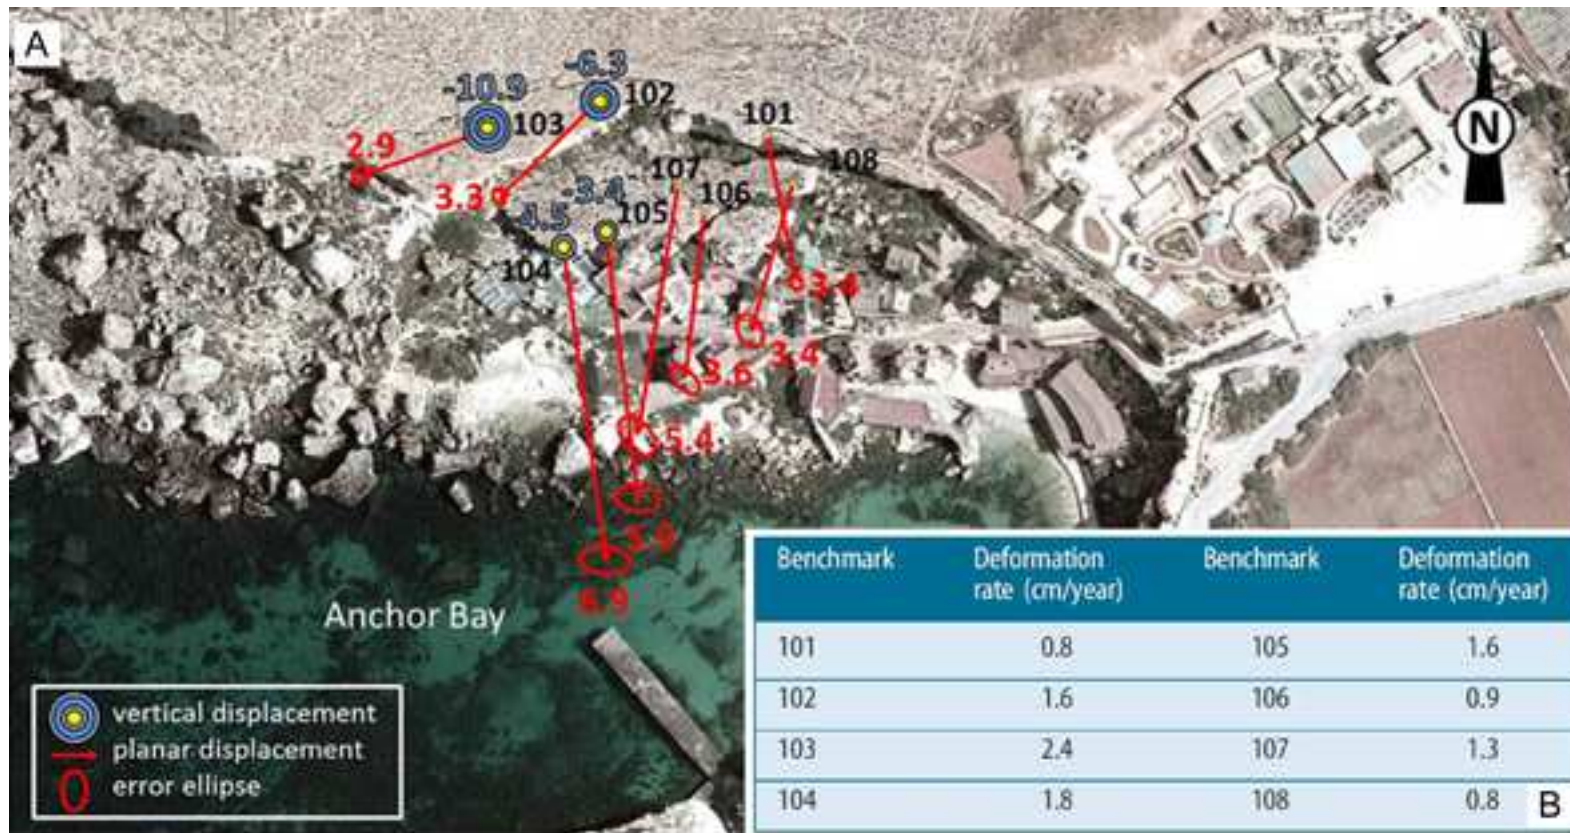 A
-10.9
-6.3
103
102
101
2.9
107
108
3.3
-3.4
106
-4.5
105
104
3.4
3.4
3.6
5.4
Anchor Bay
N
vertical displacement
planar displacement
error ellipse
Benchmark Deformation rate (cm/year) Benchmark Deformation rate (cm/year)
101 0.8 105 1.6
102 1.6 106 0.9
103 2.4 107 1.3
104 1.8 108 0.8
B